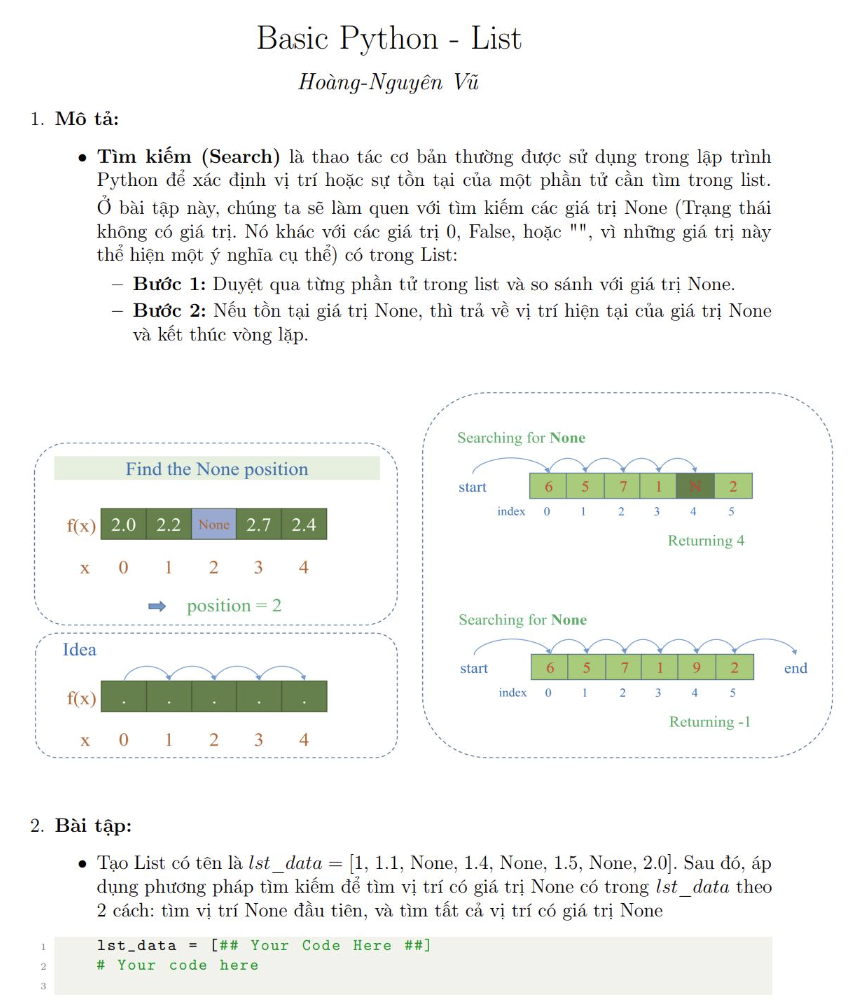 Basic Python - List
Hoàng-Nguyên Vũ
1. Mô tả:
• Tìm kiếm (Search) là thao tác cơ bản thường được sử dụng trong lập trình
Python để xác định vị trí hoặc sự tồn tại của một phần tử cần tìm trong list.
Ở bài tập này, chúng ta sẽ làm quen với tìm kiếm các giá trị None (Trạng thái
không có giá trị. Nó khác với các giá trị 0, False, hoặc "", vì những giá trị này
thể hiện một ý nghĩa cụ thể) có trong List:
– Bước 1: Duyệt qua từng phần tử trong list và so sánh với giá trị None.
– Bước 2: Nếu tồn tại giá trị None, thì trả về vị trí hiện tại của giá trị None
và kết thúc vòng lặp.
Find the None position
f(x) 2.0 2.2 None 2.7 2.4
x 0 1 2 3 4
position = 2
Idea
f(x) . . . . .
x 0 1 2 3 4
Searching for None
start 6 5 7 1 N 2
index 0 1 2 3 4 5
Returning 4
Searching for None
start 6 5 7 1 9 2 end
index 0 1 2 3 4 5
Returning -1
2. Bài tập:
• Tạo List có tên là lst_data = [1, 1.1, None, 1.4, None, 1.5, None, 2.0]. Sau đó, áp
dụng phương pháp tìm kiếm để tìm vị trí có giá trị None có trong lst_data theo
2 cách: tìm vị trí None đầu tiên, và tìm tất cả vị trí có giá trị None
1 lst_data = [## Your Code Here ##]
2 # Your code here
3